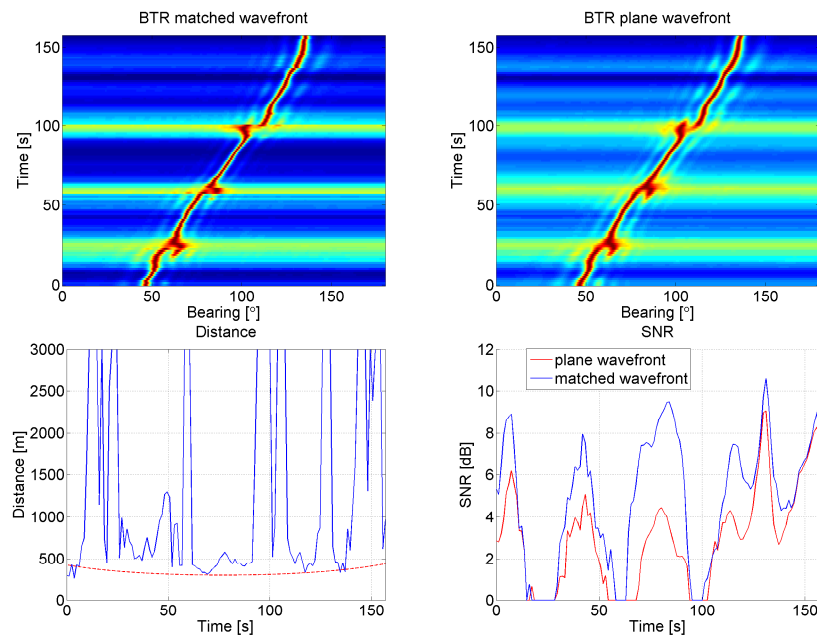 BTR matched wavefront
150
100
50
0
Time [s]
0
50
100
150
Bearing [°]
BTR plane wavefront
150
100
50
0
Time [s]
0
50
100
150
Bearing [°]
Distance
3000
2500
2000
1500
1000
500
0
Distance [m]
0
50
100
150
Time [s]
SNR
12
10
8
6
4
2
0
SNR [dB]
plane wavefront
matched wavefront
0
50
100
150
Time [s]